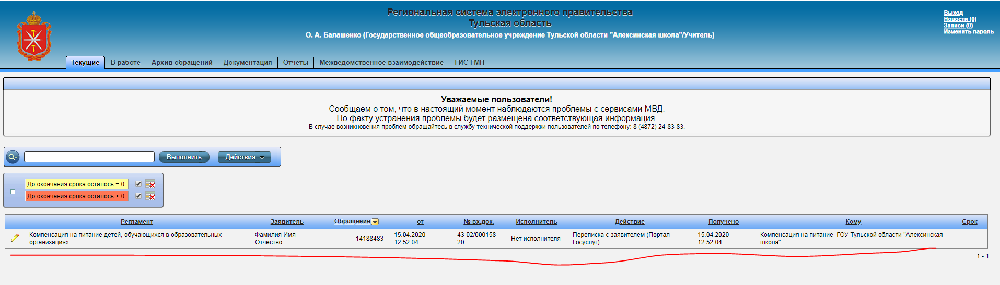 Региональная система электронного правительства
Тульская область
О. А. Балашенко (Государственное общеобразовательное учреждение Тульской области "Алексинская школа"/Учитель)
Выход
Новости (0)
Записи (0)
Изменить пароль
Текущие В работе Архив обращений Документация Отчеты Межведомственное взаимодействие ГИС ГМП
Уважаемые пользователи!
Сообщаем о том, что в настоящий момент наблюдаются проблемы с сервисами МВД.
По факту устранения проблемы будет размещена соответствующая информация.
В случае возникновения проблем обращайтесь в службу технической поддержки пользователей по телефону: 8 (4872) 24-83-83.
Выполнить Действия
До окончания срока осталось = 0
До окончания срока осталось < 0
Регламент Заявитель Обращение от № вх.док. Исполнитель Действие Получено Кому Срок
Компенсация на питание детей, обучающихся в образовательных
организациях
Фамилия Имя
Отчество
14188483
15.04.2020
12:52:04
43-02/000158-
20
Нет исполнителя
Переписка с заявителем (Портал
Госуслуг)
15.04.2020
12:52:04
Компенсация на питание_ГОУ Тульской области "Алексинская
школа"
-
1 - 1